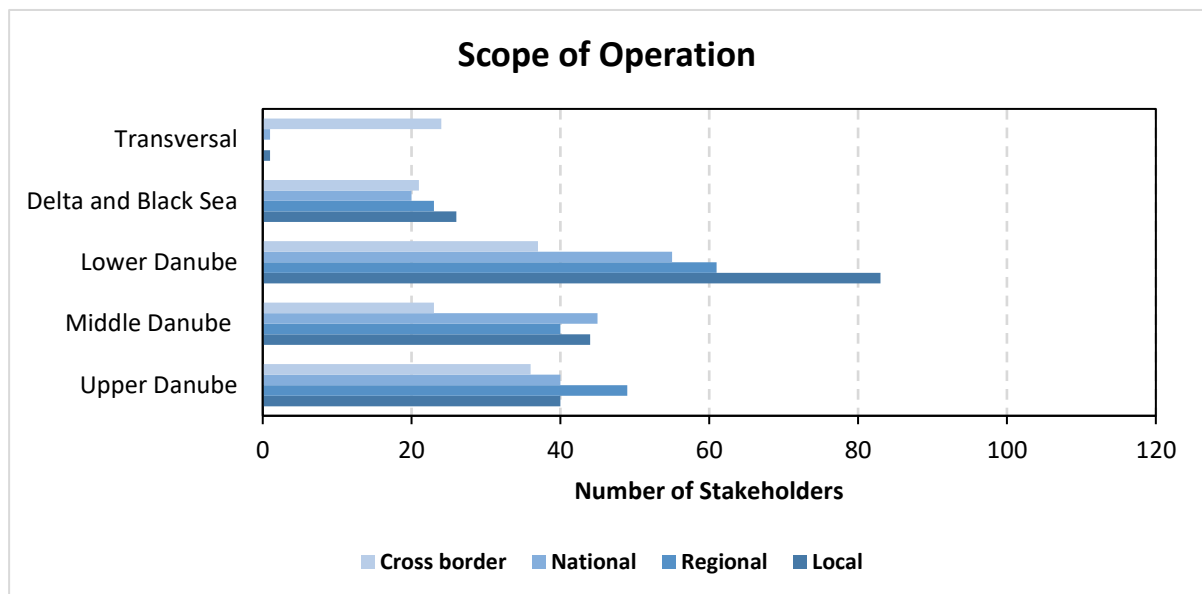 Scope of Operation
Transversal
Delta and Black Sea
Lower Danube
Middle Danube
Upper Danube
0 20 40 60 80 100 120
Number of Stakeholders
Cross border National Regional Local